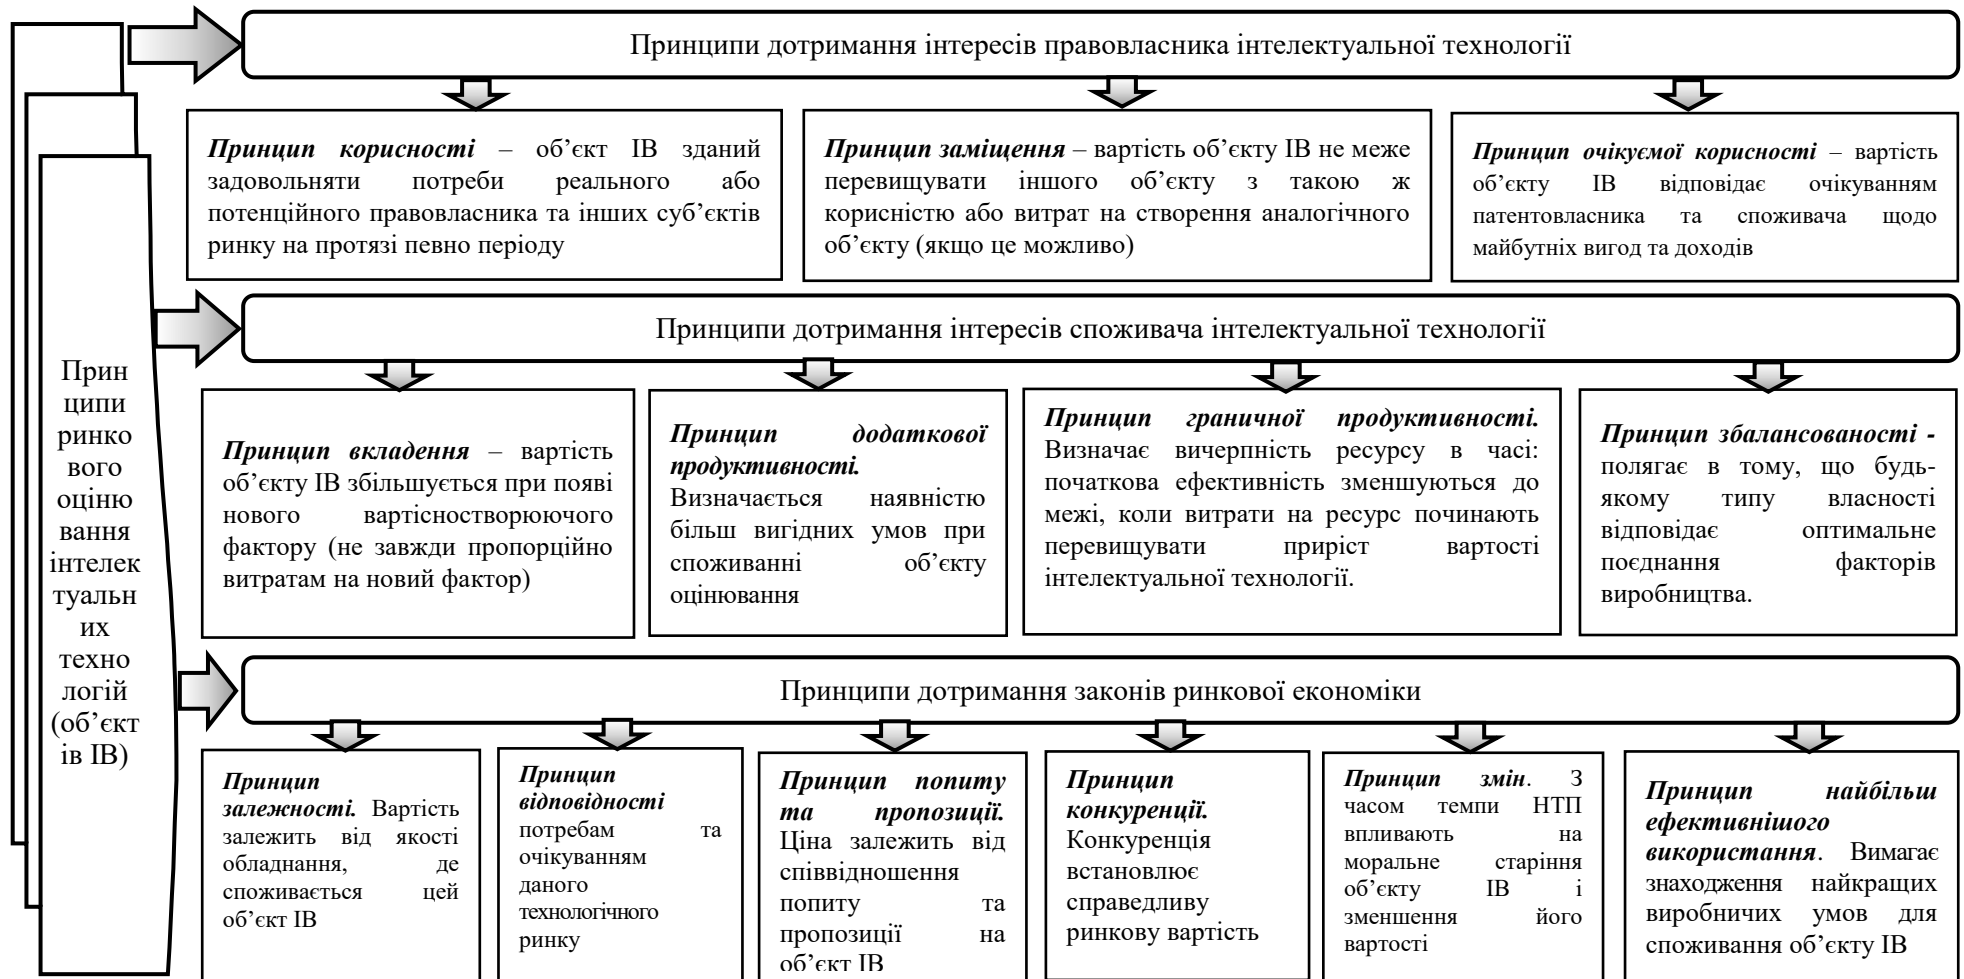 Принципи дотримання інтересів правовласника інтелектуальної технології
Принцип корисності – об’єкт ІВ зданий
задовольняти потреби реального або
потенційного правовласника та інших суб’єктів
ринку на протязі певно періоду
Принцип заміщення – вартість об’єкту ІВ не меже
перевищувати іншого об’єкту з такою ж
корисністю або витрат на створення аналогічного
об’єкту (якщо це можливо)
Принцип очікуємої корисності – вартість
об’єкту ІВ відповідає очікуванням
патентовласника та споживача щодо
майбутніх вигод та доходів
Принципи дотримання інтересів споживача інтелектуальної технології
Прин
ципи
ринко
вого
оціню
вання
інтелек
туальн
их
техно
логій
(об’єкт
ів ІВ)
Принцип вкладення – вартість
об’єкту ІВ збільшується при появі
нового вартісностворюючого
фактору (не завжди пропорційно
витратам на новий фактор)
Принцип додаткової
продуктивності.
Визначається наявністю
більш вигідних умов при
споживанні об’єкту
оцінювання
Принцип граничної продуктивності.
Визначає вичерпність ресурсу в часі:
початкова ефективність зменшуються до
межі, коли витрати на ресурс починають
перевищувати приріст вартості
інтелектуальної технології.
Принцип збалансованості -
полягає в тому, що будь-
якому типу власності
відповідає оптимальне
поєднання факторів
виробництва.
Принципи дотримання законів ринкової економіки
Принцип
залежності. Вартість
залежить від якості
обладнання, де
споживається цей
об’єкт ІВ
Принцип
відповідності
потребам та
очікуванням
даного
технологічного
ринку
Принцип попиту
та пропозиції.
Ціна залежить від
співвідношення
попиту та
пропозиції на
об’єкт ІВ
Принцип
конкуренції.
Конкуренція
встановлює
справедливу
ринкову вартість
Принцип змін. З
часом темпи НТП
впливають на
моральне старіння
об’єкту ІВ і
зменшення його
вартості
Принцип найбільш
ефективнішого
використання. Вимагає
знаходження найкращих
виробничих умов для
споживання об’єкту ІВ